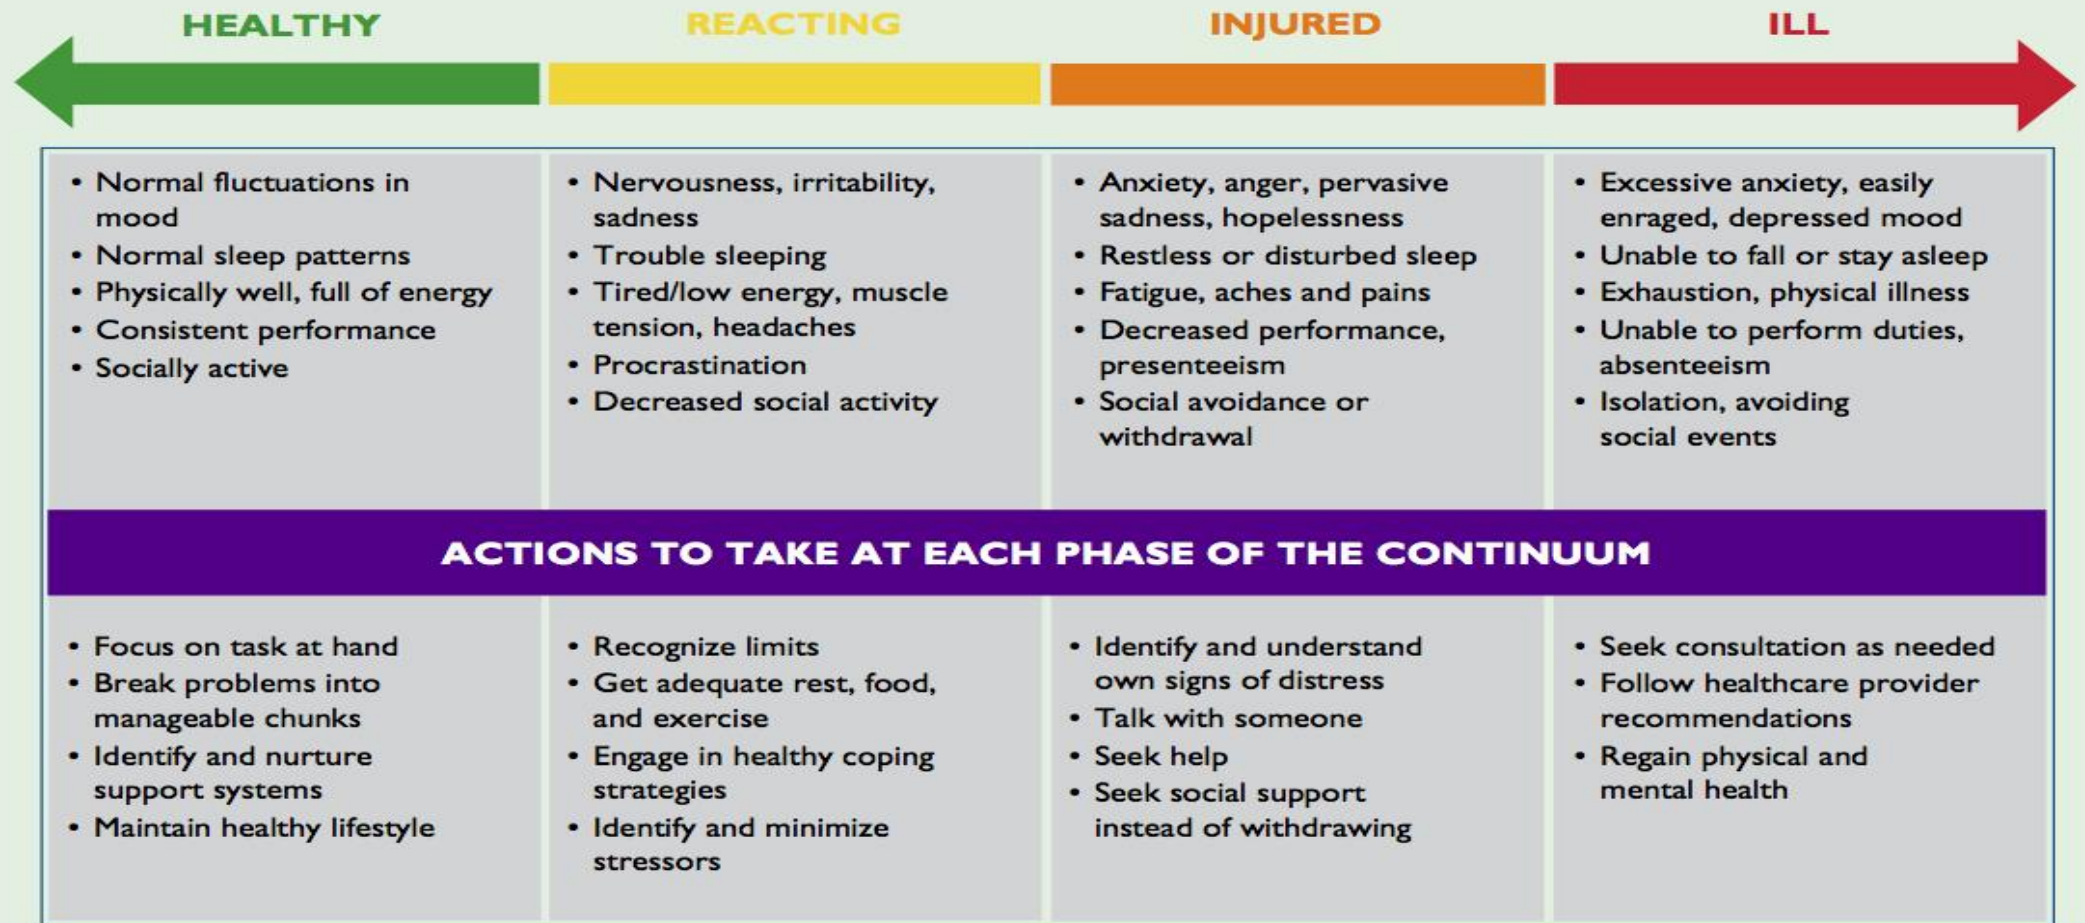 HEALTHY
REACTING
INJURED
ILL
• Normal fluctuations in
mood
• Normal sleep patterns
• Physically well, full of energy
• Consistent performance
• Socially active
• Nervousness, irritability,
sadness
• Trouble sleeping
• Tired/low energy, muscle
tension, headaches
• Procrastination
• Decreased social activity
• Anxiety, anger, pervasive
sadness, hopelessness
• Restless or disturbed sleep
• Fatigue, aches and pains
• Decreased performance,
presenteeism
• Social avoidance or
withdrawal
• Excessive anxiety, easily
enraged, depressed mood
• Unable to fall or stay asleep
• Exhaustion, physical illness
• Unable to perform duties,
absenteeism
• Isolation, avoiding
social events
ACTIONS TO TAKE AT EACH PHASE OF THE CONTINUUM
• Focus on task at hand
• Break problems into
manageable chunks
• Identify and nurture
support systems
• Maintain healthy lifestyle
• Recognize limits
• Get adequate rest, food,
and exercise
• Engage in healthy coping
strategies
• Identify and minimize
stressors
• Identify and understand
own signs of distress
• Talk with someone
• Seek help
• Seek social support
instead of withdrawing
• Seek consultation as needed
• Follow healthcare provider
recommendations
• Regain physical and
mental health